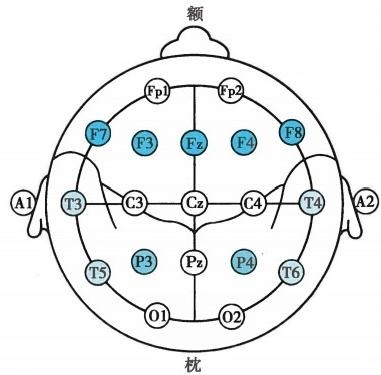 额
Fp1 Fp2
F7 F3 Fz F4 F8
A1 T3 C3 Cz C4 T4 A2
T5 P3 Pz P4 T6
O1 O2
枕